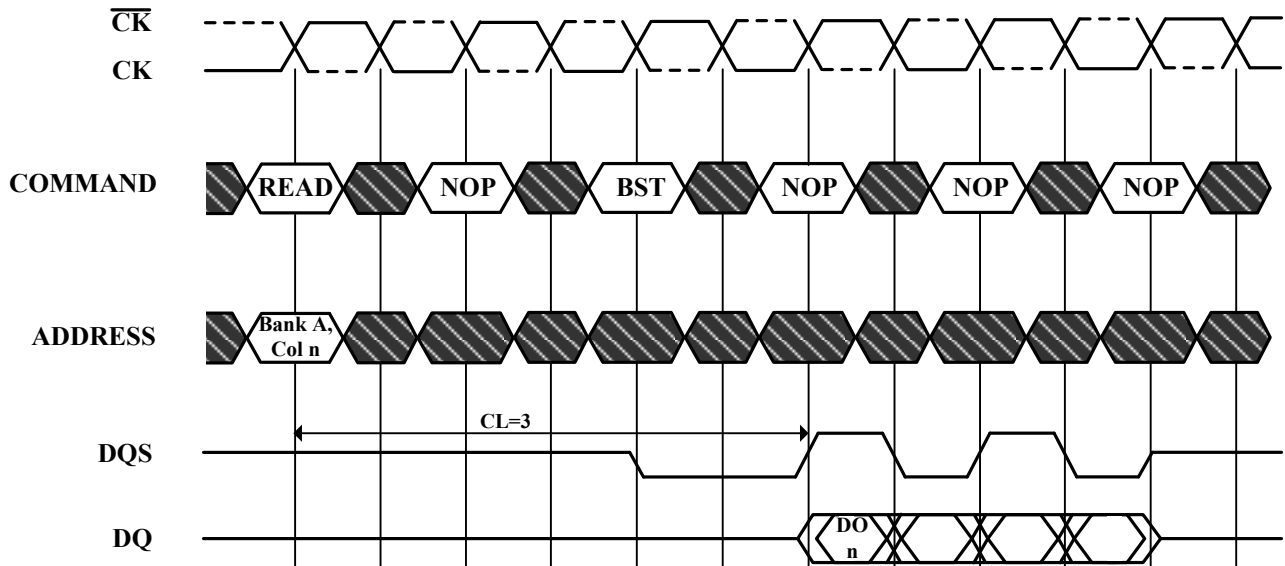 CK
CK
COMMAND
READ NOP BST NOP NOP NOP
ADDRESS
Bank A,
Col n
CL=3
DQS
DQ
DO
n